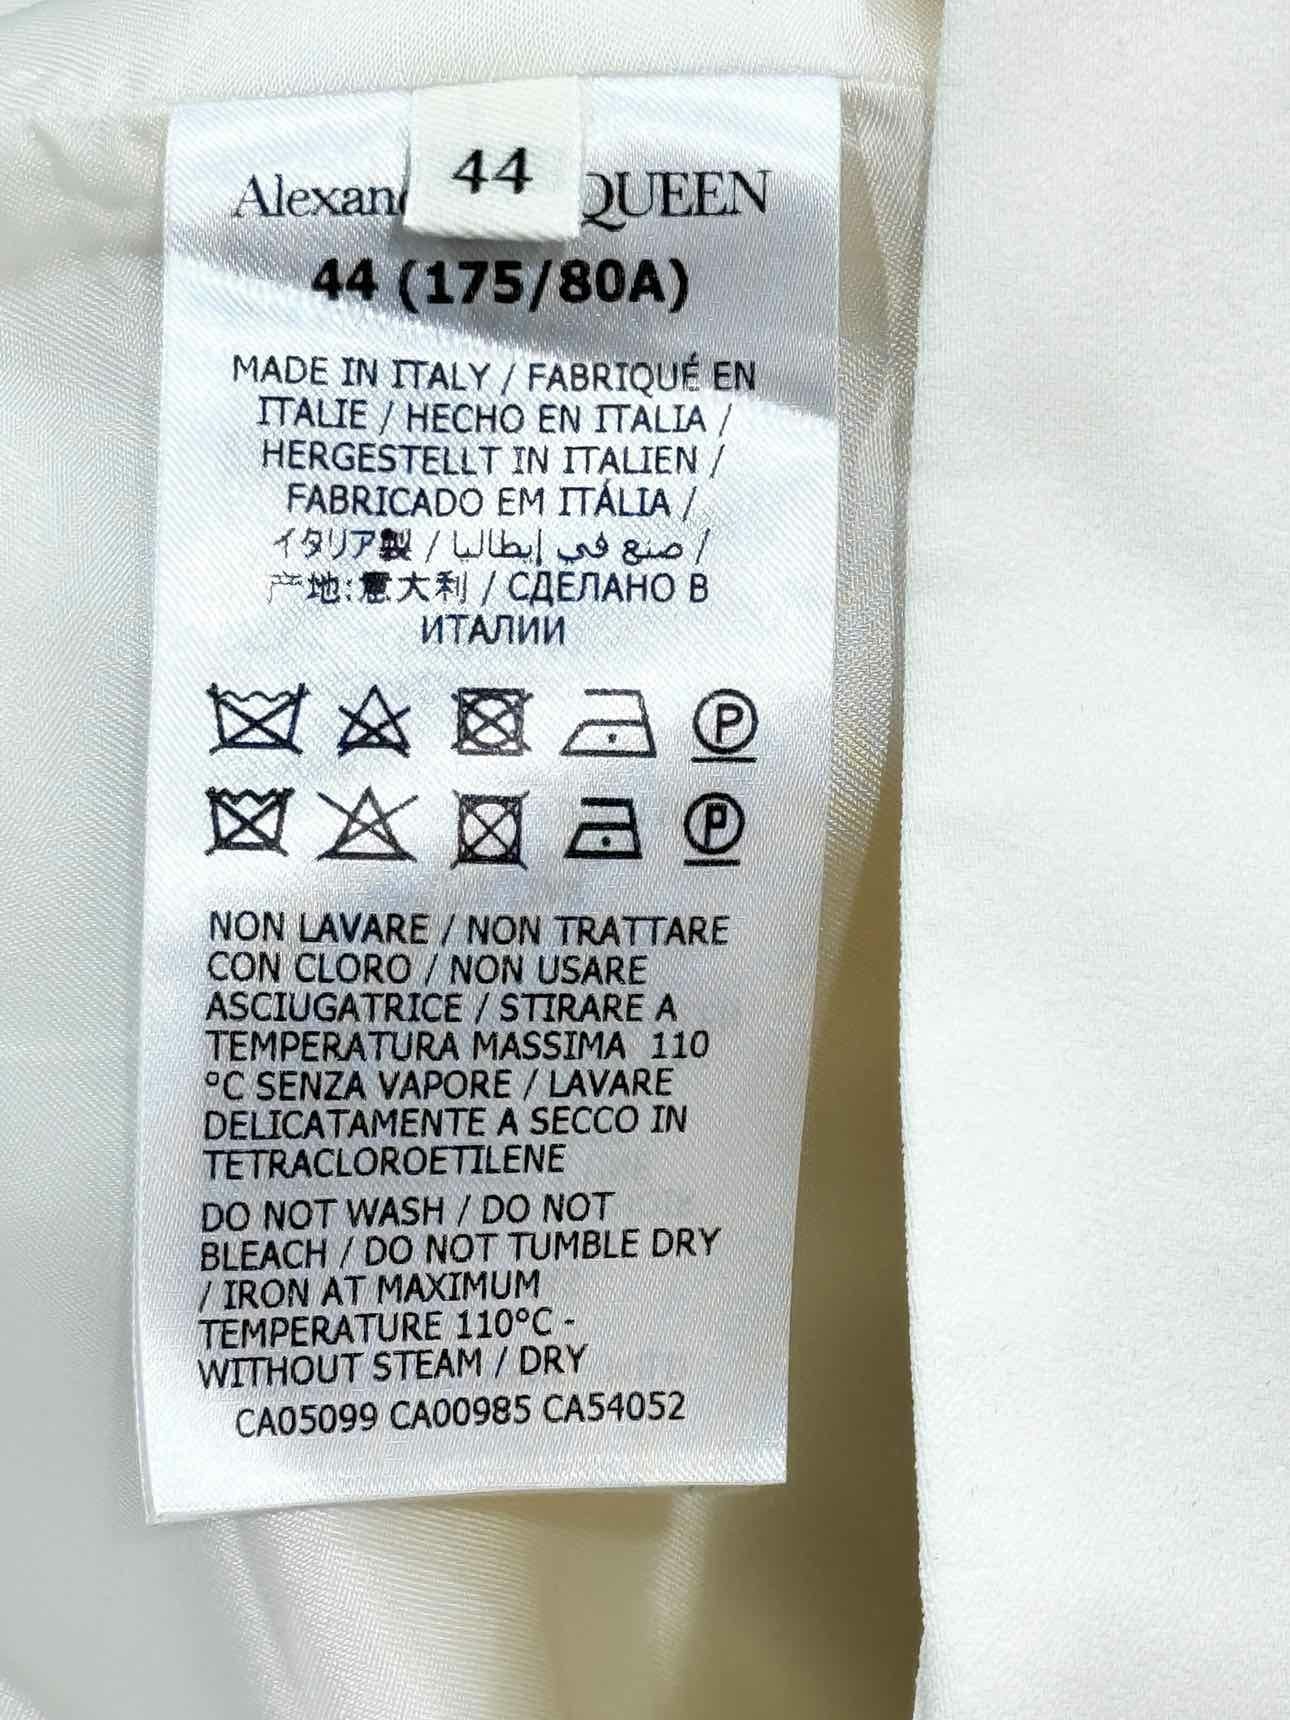 44
Alexan QUEEN
44 (175/80A)
MADE IN ITALY / FABRIQUÉ EN
ITALIE / HECHO EN ITALIA /
HERGESTELLT IN ITALIEN /
FABRICADO EM ITÁLIA /
イタリア製 / صنع في إيطاليا /
产地:意大利 / СДЕЛАНО В
ИТАЛИИ
P
P
NON LAVARE / NON TRATTARE
CON CLORO / NON USARE
ASCIUGATRICE / STIRARE A
TEMPERATURA MASSIMA 110
°C SENZA VAPORE / LAVARE
DELICATAMENTE A SECCO IN
TETRACLOROETILENE
DO NOT WASH / DO NOT
BLEACH / DO NOT TUMBLE DRY
/ IRON AT MAXIMUM
TEMPERATURE 110°C -
WITHOUT STEAM / DRY
CA05099 CA00985 CA54052